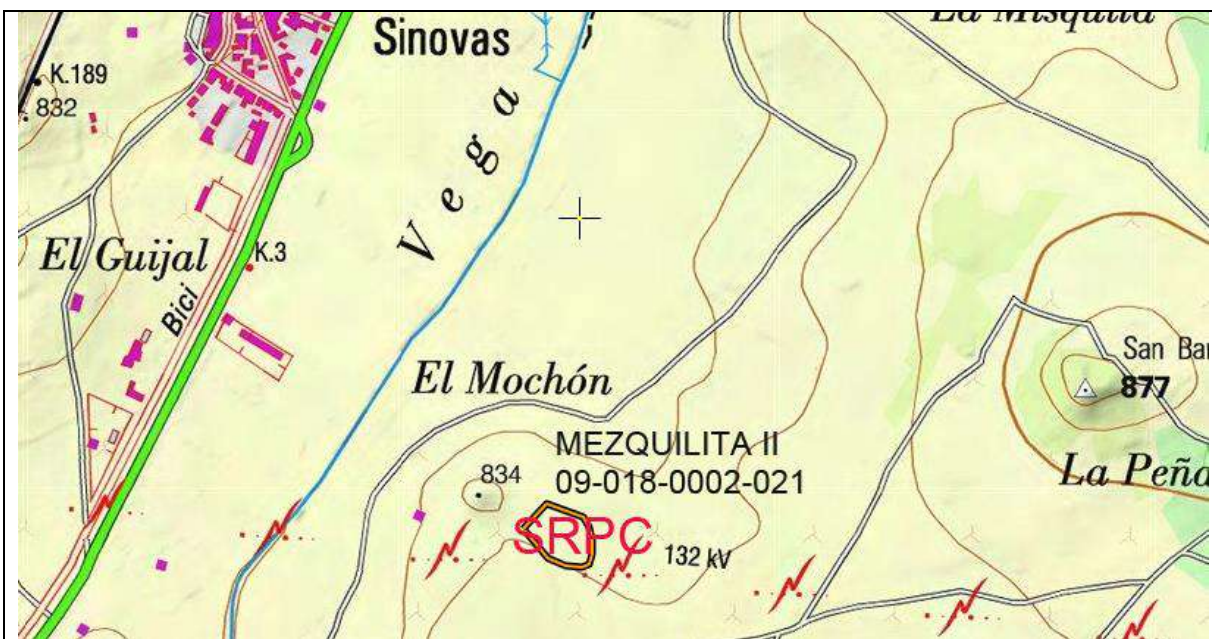 La Misquilla
Sinovas
K.189
832
Vega
El Guijal
K.3
Bici
El Mochón
San Bar
877
MEZQUILITA II
834
09-018-0002-021
La Peña
SRPC
132 kV